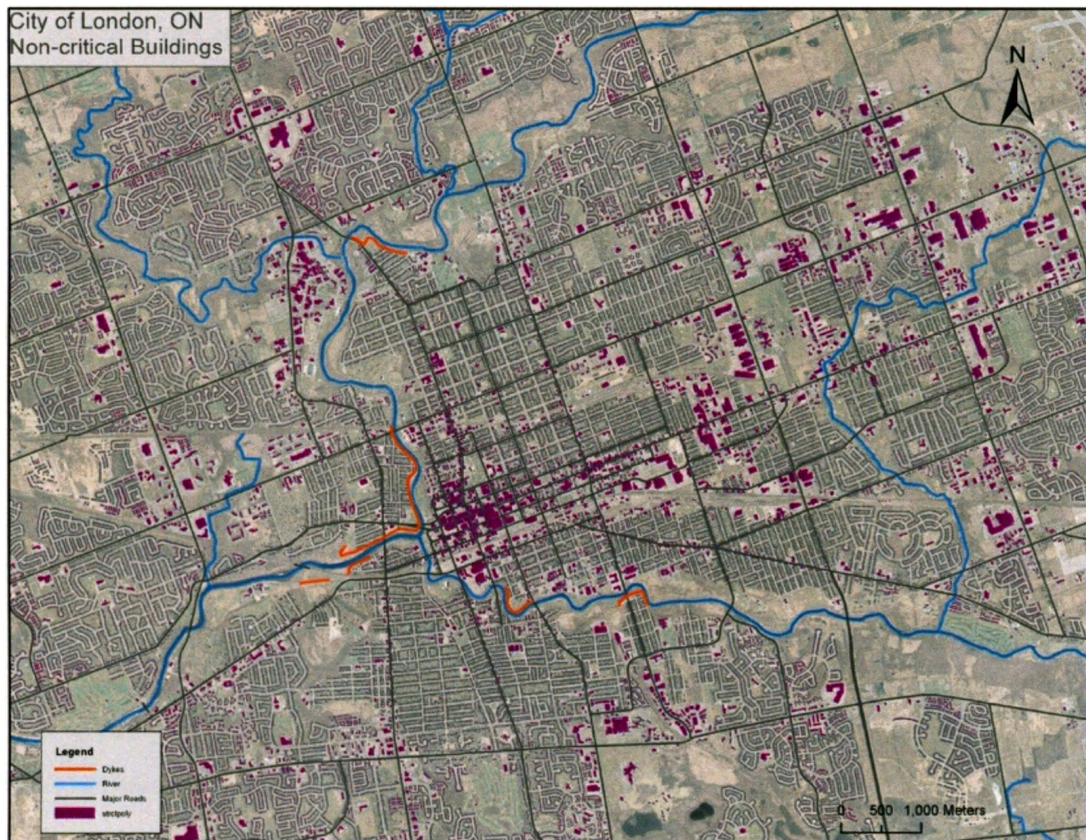 City of London, ON
Non-critical Buildings
N
Legend
Dykes
River
Major Roads
strctpoly
0 500 1,000 Meters